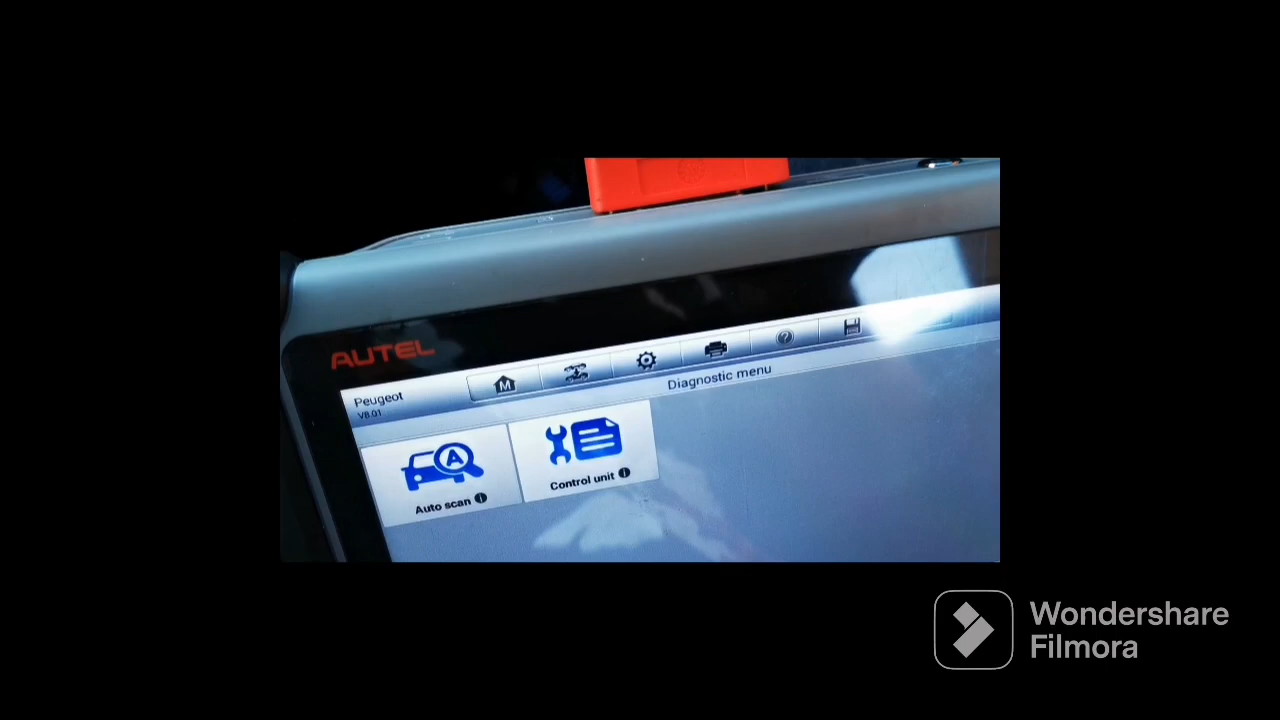 AUTEL
Peugeot
V8.01
M
Diagnostic menu
A
Auto scan
Control unit
Wondershare
Filmora